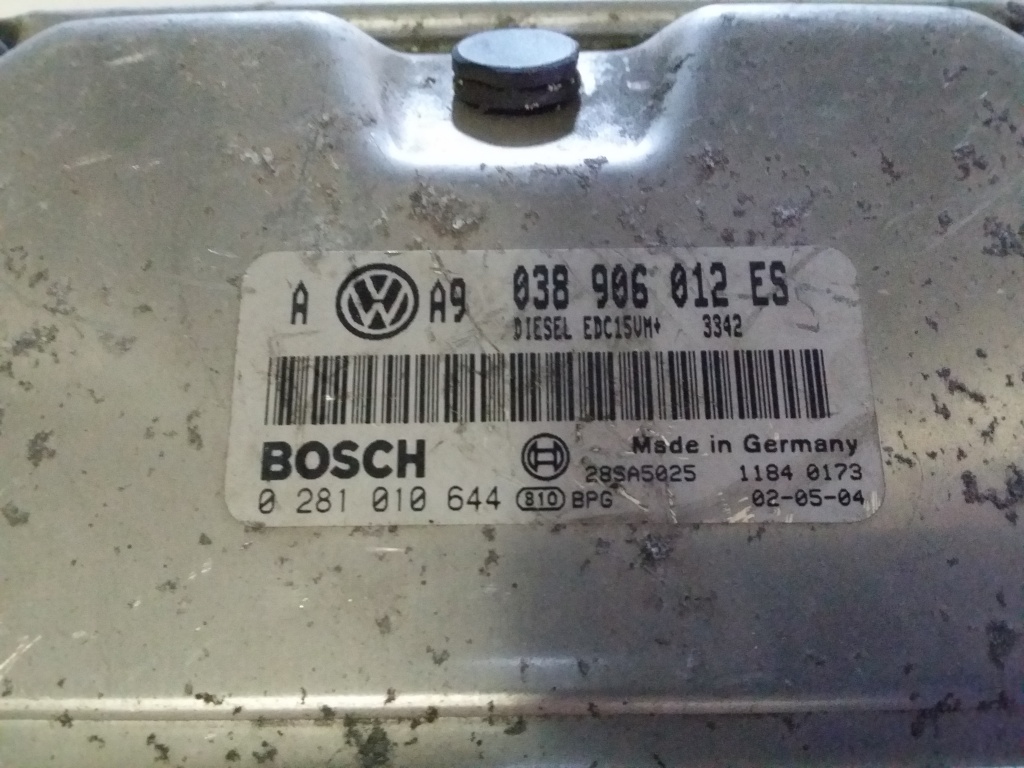 A VW A9 038 906 012 ES
DIESEL EDC15VM+ 3342
BOSCH Made in Germany
28SA5025 1184 0173
0 281 010 644 810 BPG 02-05-04